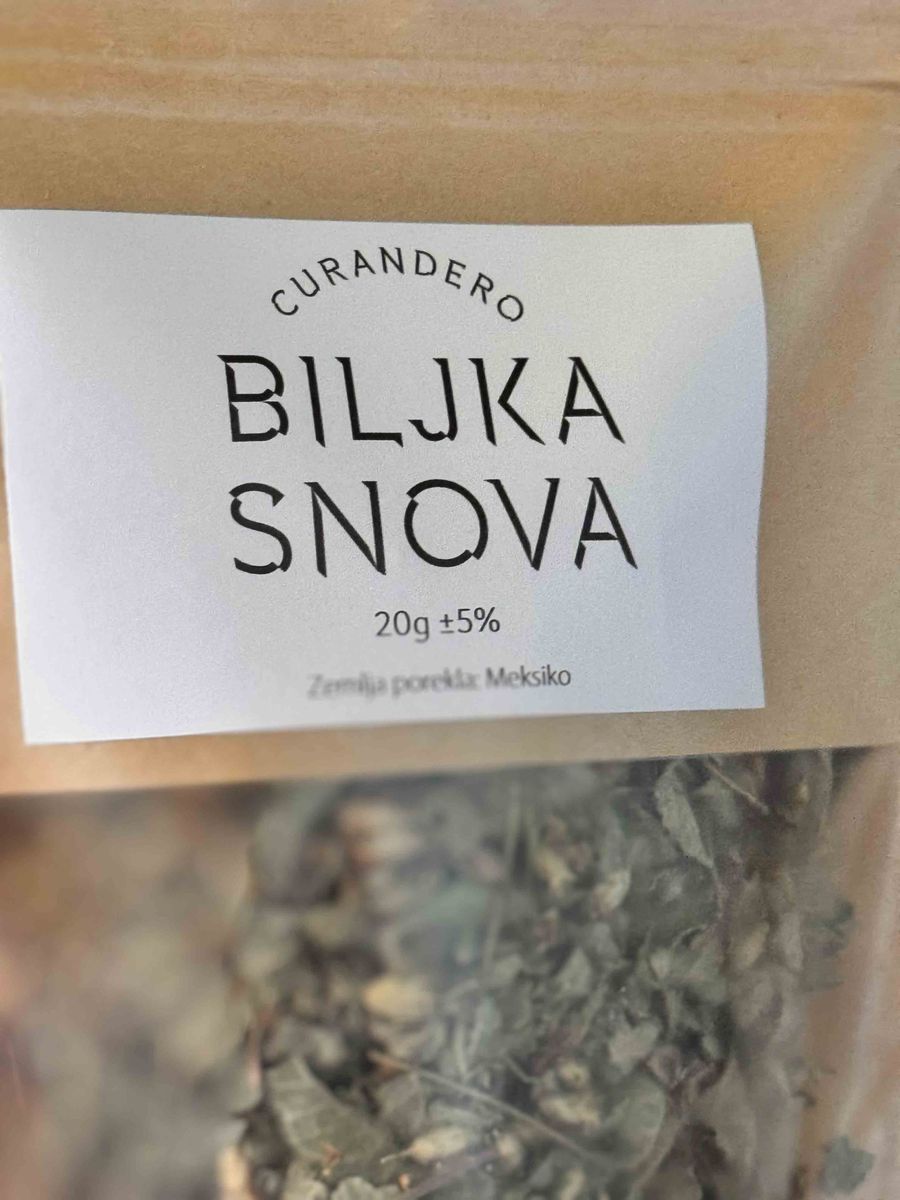 CURANDERO
BILJKA
SNOVA
20g ±5%
Zemlja porekla: Meksiko